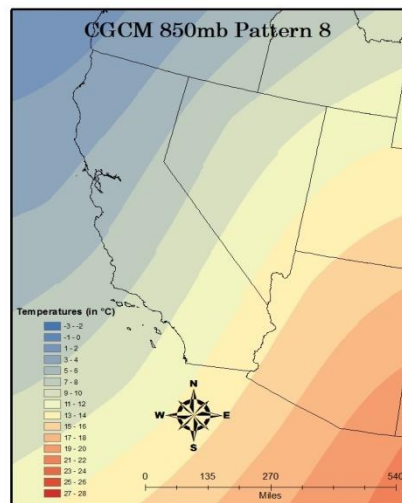 CGCM 850mb Pattern 8
Temperatures (in °C)
-3 - -2
-1 - 0
1 - 2
3 - 4
5 - 6
7 - 8
9 - 10
11 - 12
13 - 14
15 - 16
17 - 18
19 - 20
21 - 22
23 - 24
25 - 26
27 - 28
N
W E
S
0 135 270 540
Miles